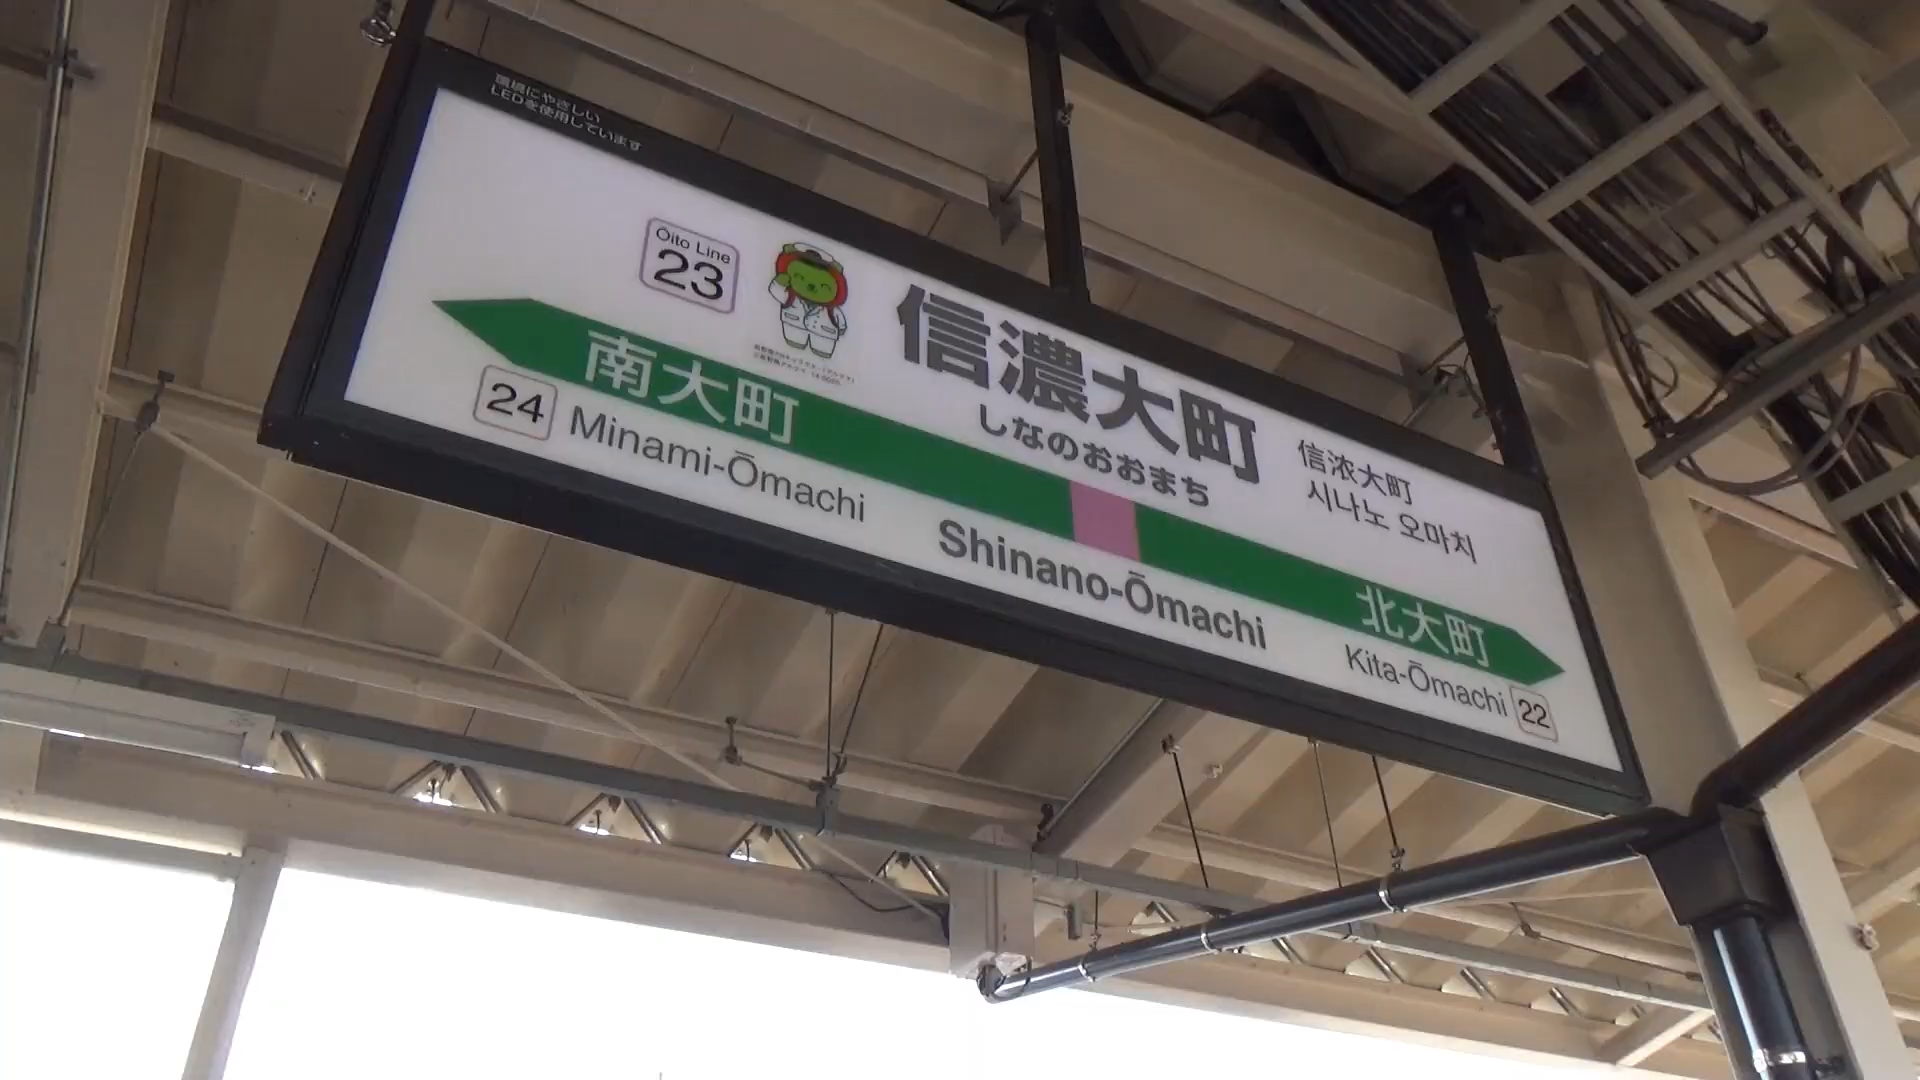 環境にやさしい
LEDを使用しています
Ōito Line
23
信濃大町
しなのおおまち
信浓大町
시나노 오마치
南大町
24
Minami-Ōmachi
Shinano-Ōmachi
北大町
Kita-Ōmachi
22